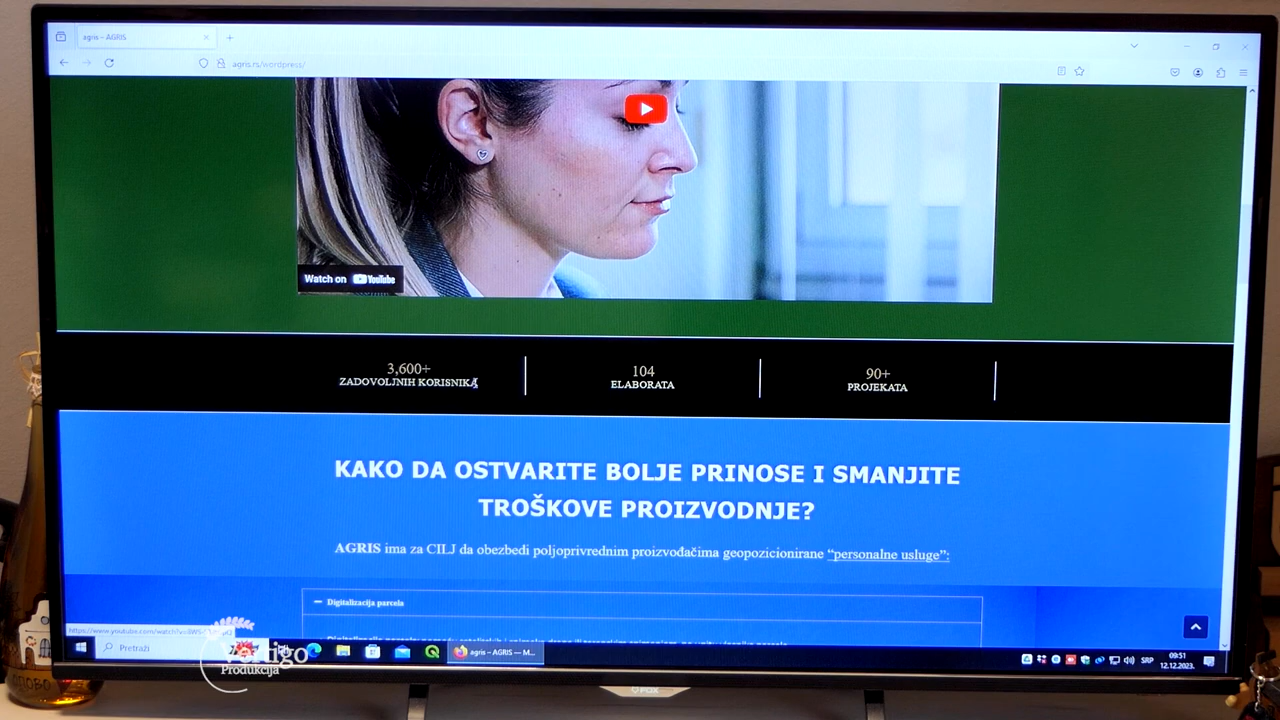 agris – AGRIS
agris.rs/wordpress/
Watch on YouTube
3,600+
ZADOVOLJNIH KORISNIKA
104
ELABORATA
90+
PROJEKATA
KAKO DA OSTVARITE BOLJE PRINOSE I SMANJITE
TROŠKOVE PROIZVODNJE?
AGRIS ima za CILJ da obezbedi poljoprivrednim proizvođačima geopozicionirane “personalne usluge”:
Digitalizacija parcela
Pretraži
agris – AGRIS — M...
SRP
09:51
12.12.2023.
Vertigo
Produkcija
FOX